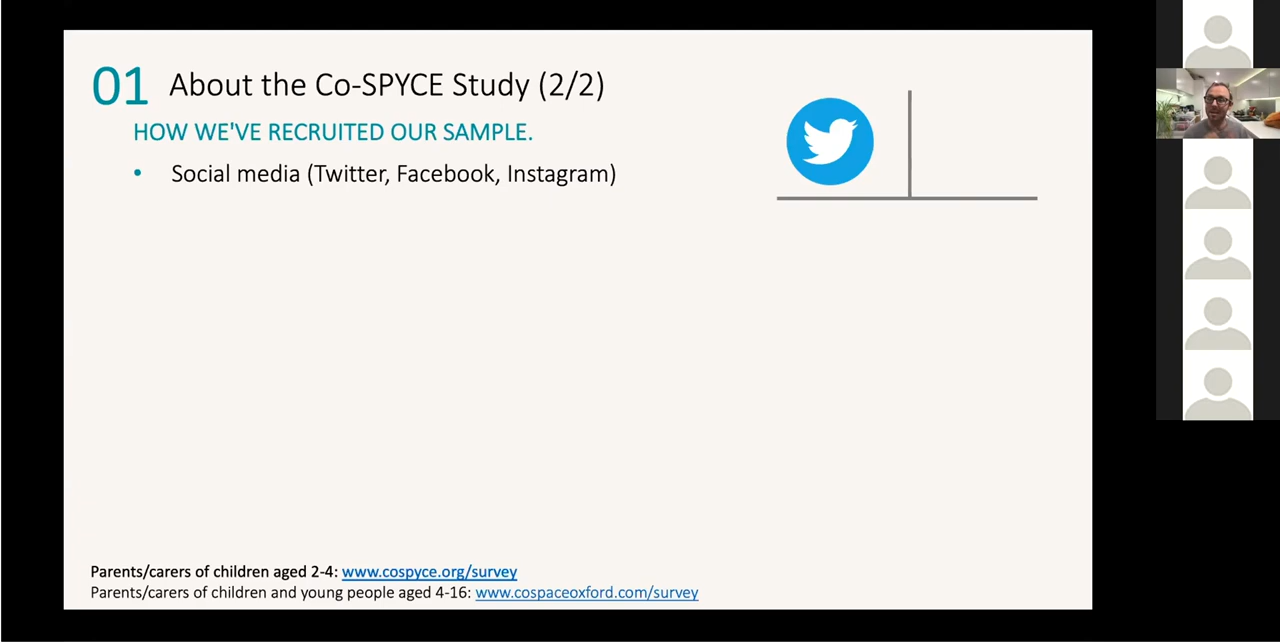 01 About the Co-SPYCE Study (2/2)
HOW WE'VE RECRUITED OUR SAMPLE.
• Social media (Twitter, Facebook, Instagram)
Parents/carers of children aged 2-4: www.cospyce.org/survey
Parents/carers of children and young people aged 4-16: www.cospaceoxford.com/survey